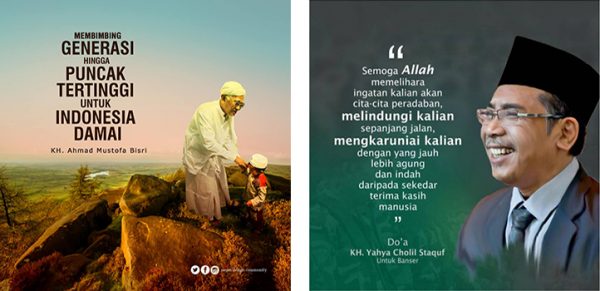 MEMBIMBING
GENERASI
HINGGA
PUNCAK
TERTINGGI
UNTUK
INDONESIA
DAMAI
KH. Ahmad Mustofa Bisri
“
Semoga Allah
memelihara
ingatan kalian akan
cita-cita peradaban,
melindungi kalian
sepanjang jalan,
mengkaruniai kalian
dengan yang jauh
lebih agung
dan indah
daripada sekedar
terima kasih
manusia
”
Do'a
KH. Yahya Cholil Staquf
Untuk Banser